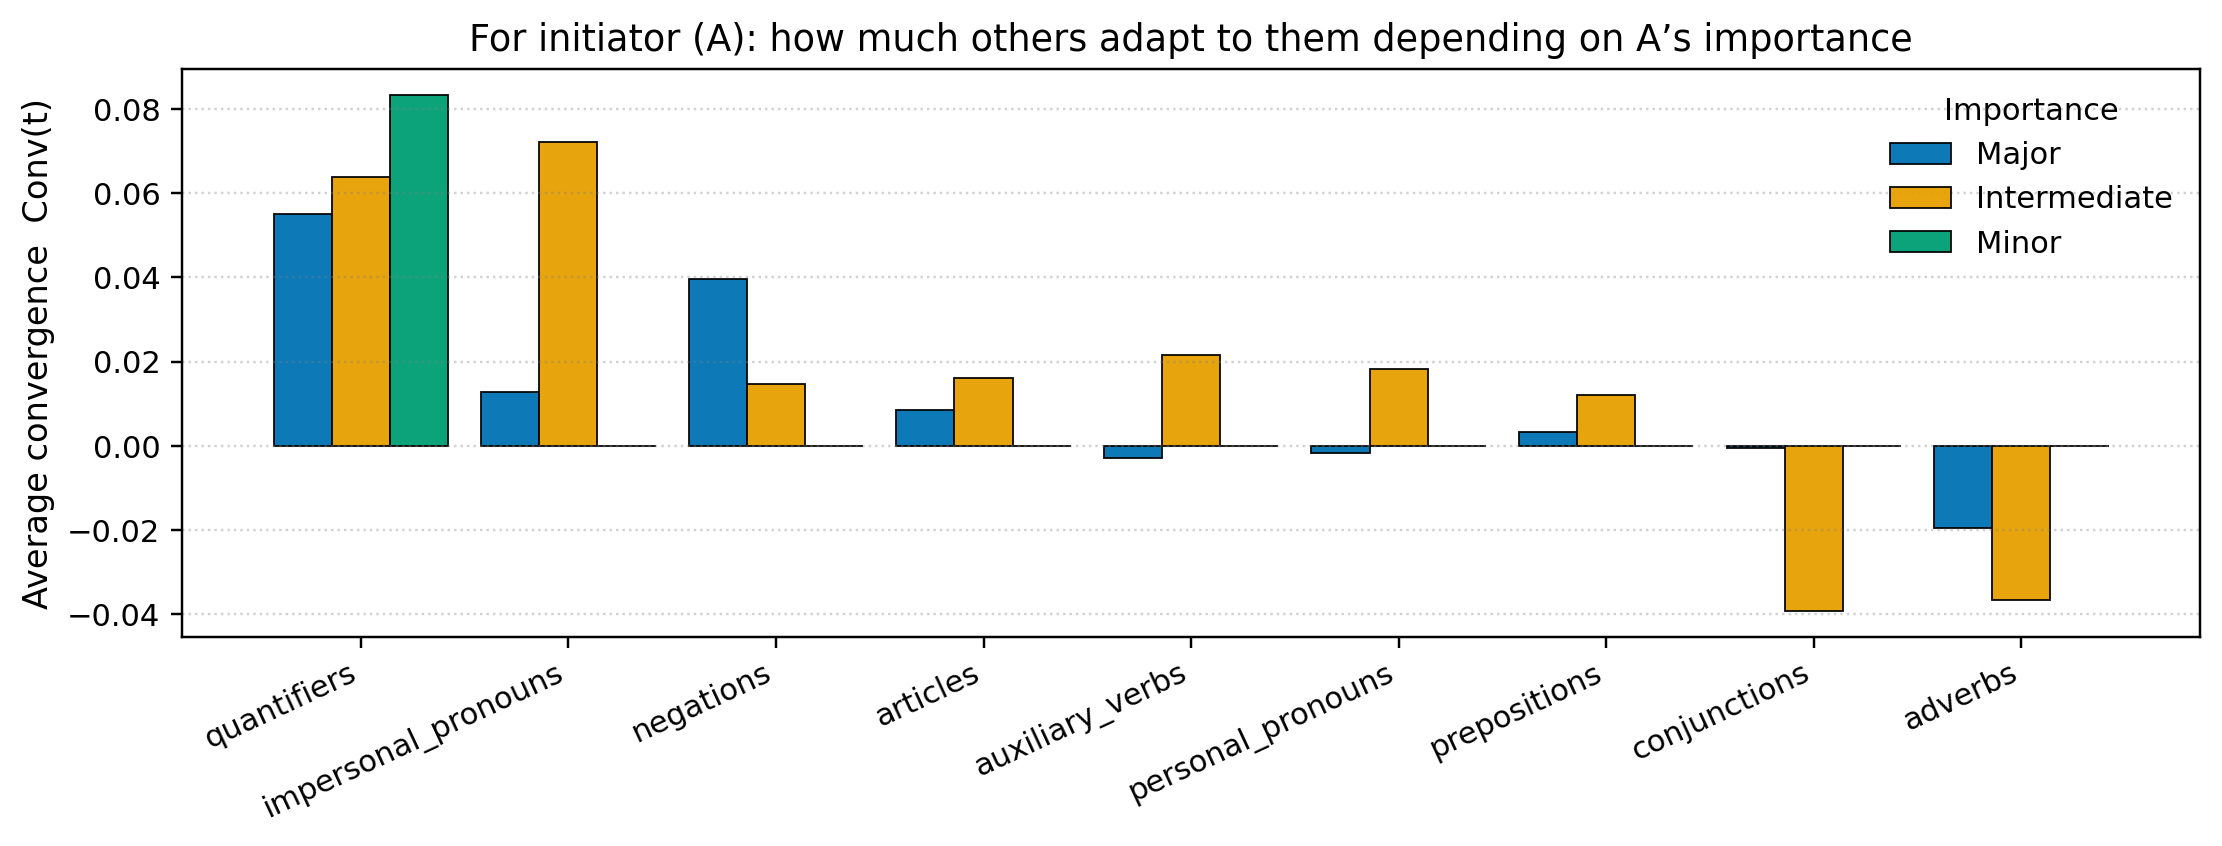 For initiator (A): how much others adapt to them depending on A’s importance
Average convergence  Conv(t)
0.08
0.06
0.04
0.02
0.00
−0.02
−0.04
Importance
Major
Intermediate
Minor
quantifiers
impersonal_pronouns
negations
articles
auxiliary_verbs
personal_pronouns
prepositions
conjunctions
adverbs